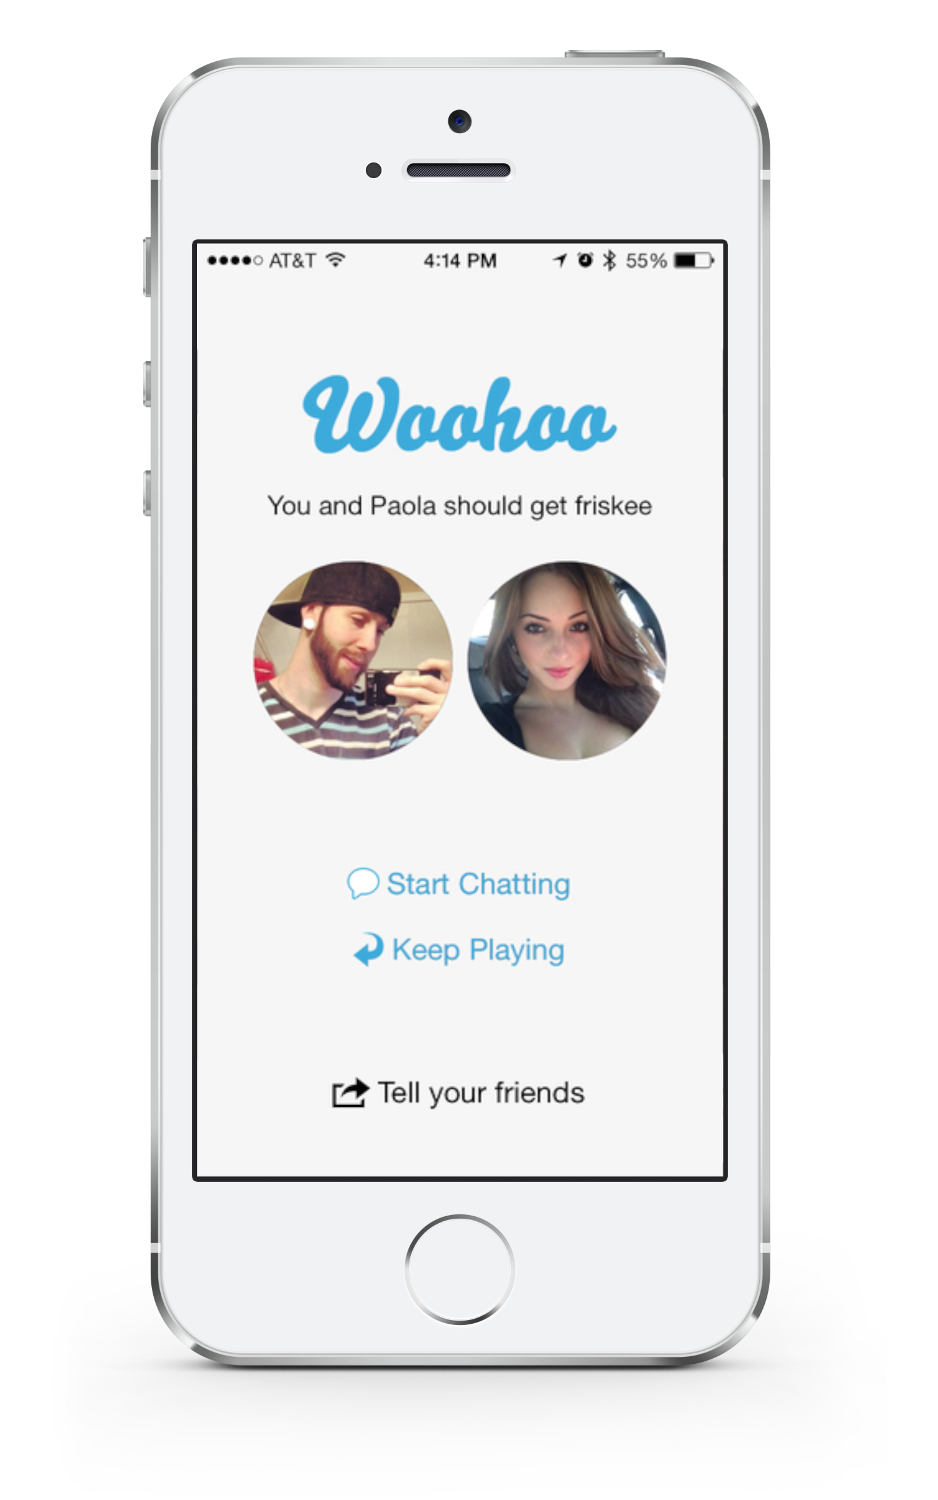 AT&T 4:14 PM 55%
Woohoo
You and Paola should get friskee
Start Chatting
Keep Playing
Tell your friends